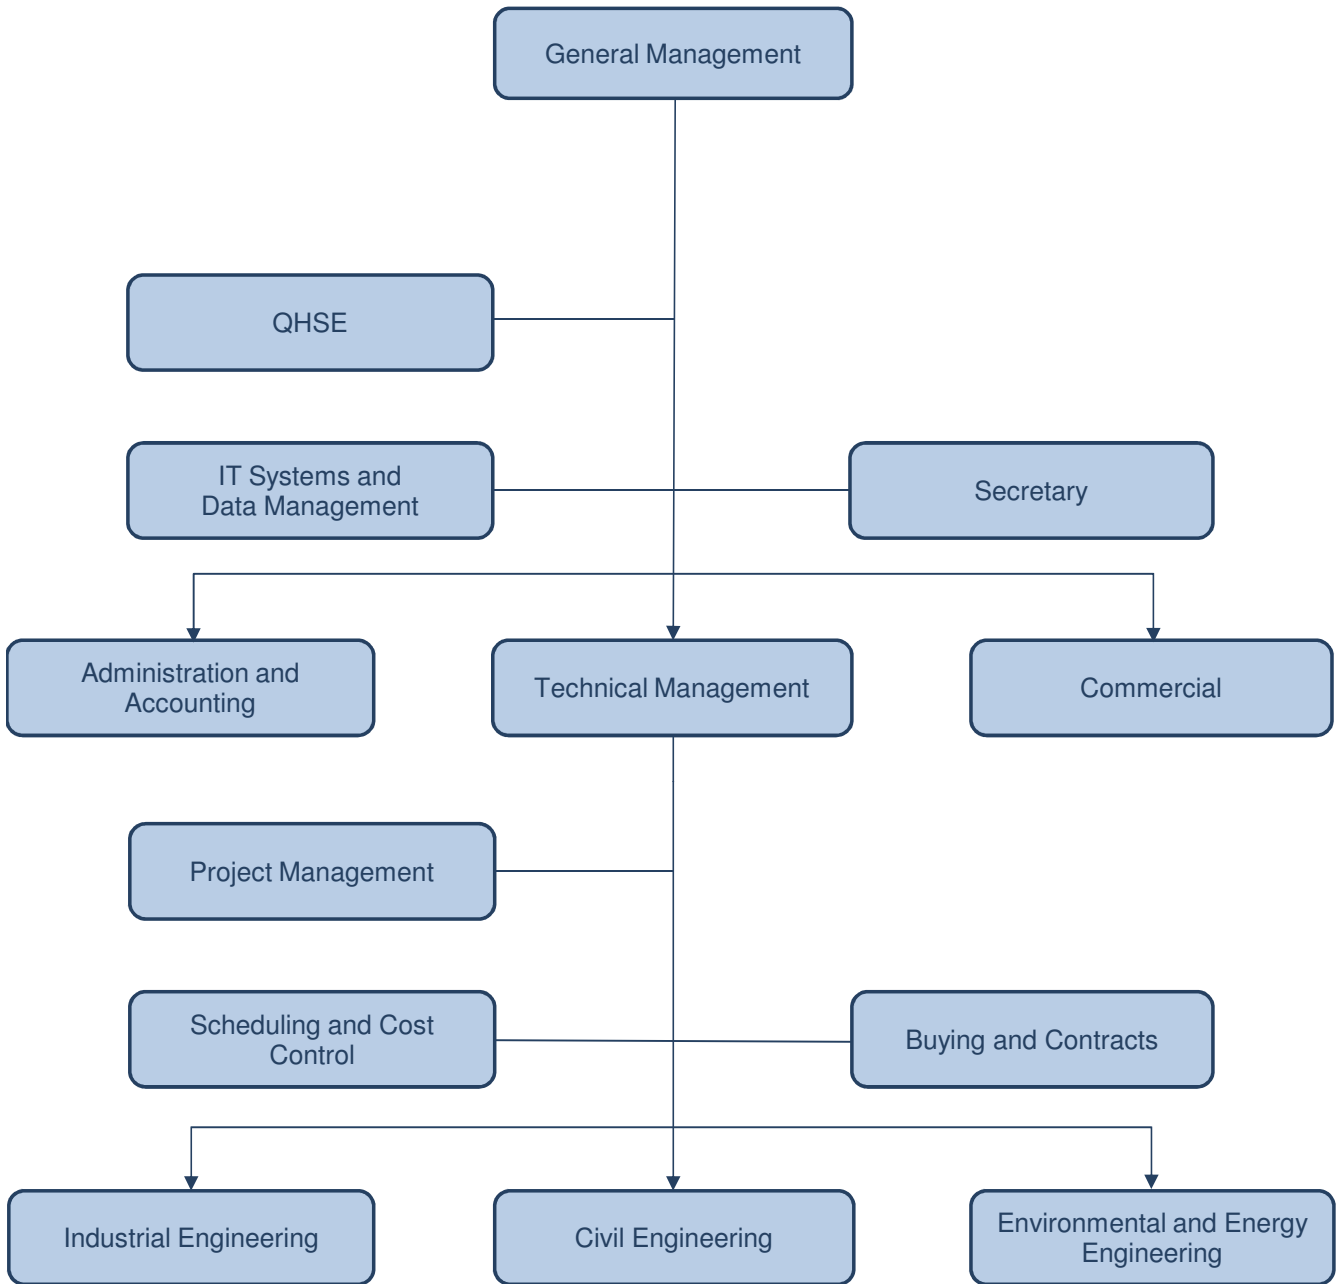 General Management
QHSE
IT Systems and
Data Management
Secretary
Administration and
Accounting
Technical Management
Commercial
Project Management
Scheduling and Cost
Control
Buying and Contracts
Industrial Engineering
Civil Engineering
Environmental and Energy
Engineering